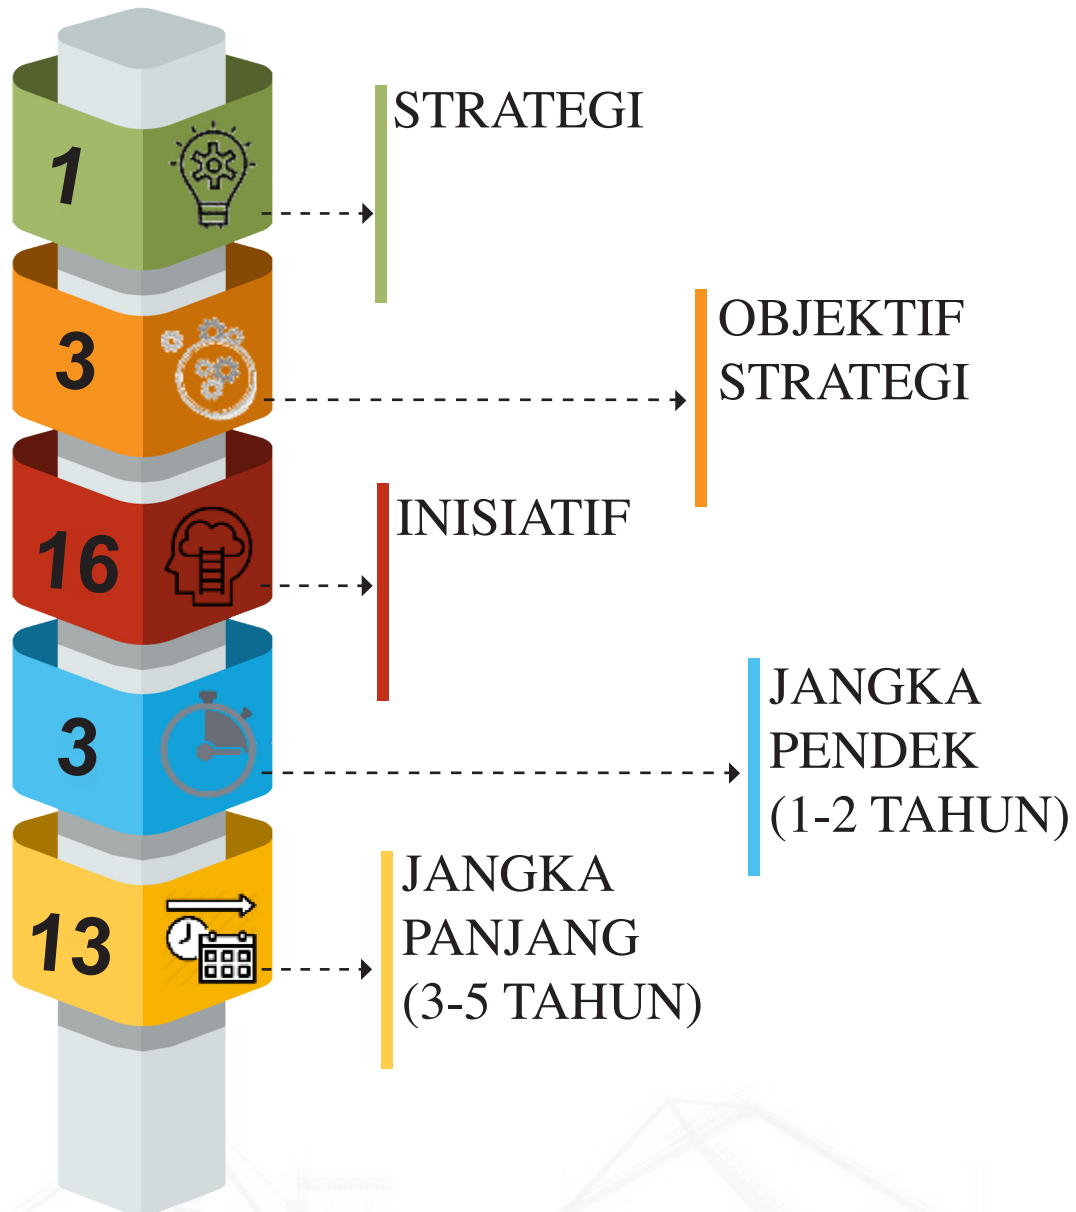 1
STRATEGI
3
OBJEKTIF
STRATEGI
16
INISIATIF
3
JANGKA
PENDEK
(1-2 TAHUN)
13
JANGKA
PANJANG
(3-5 TAHUN)